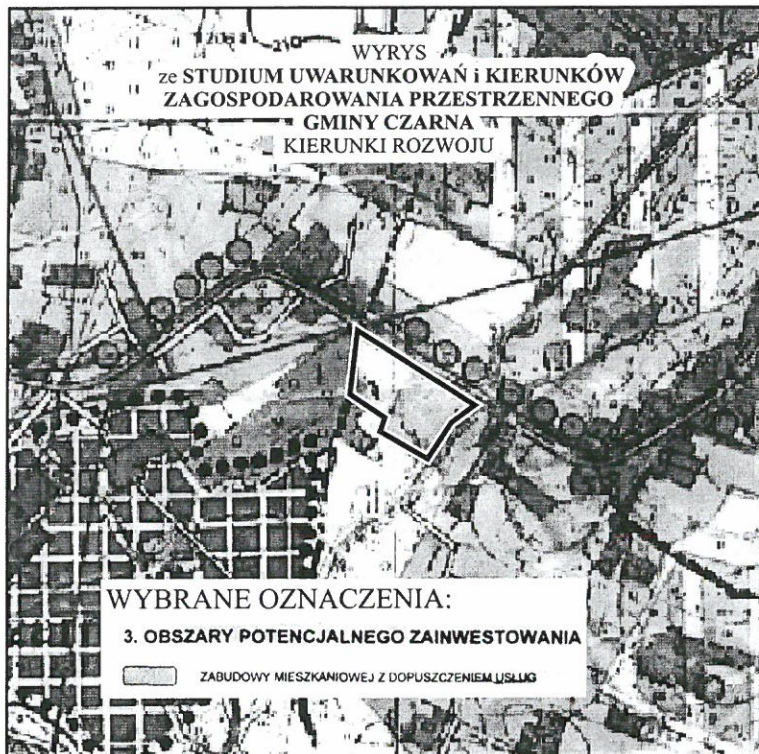 WYRYS
ze STUDIUM UWARUNKOWAŃ i KIERUNKÓW
ZAGOSPODAROWANIA PRZESTRZENNEGO
GMINY CZARNA
KIERUNKI ROZWOJU
WYBRANE OZNACZENIA:
3. OBSZARY POTENCJALNEGO ZAINWESTOWANIA
ZABUDOWY MIESZKANIOWEJ Z DOPUSZCZENIEM USŁUG